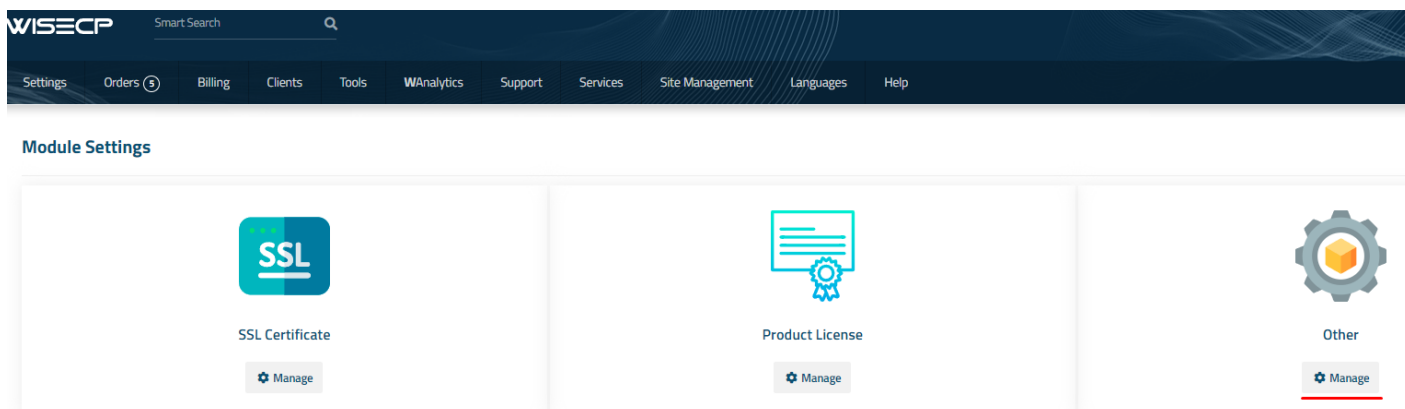 WISECP Smart Search
Settings Orders 5 Billing Clients Tools WAnalytics Support Services Site Management Languages Help
Module Settings
SSL
SSL Certificate Product License Other
Manage Manage Manage